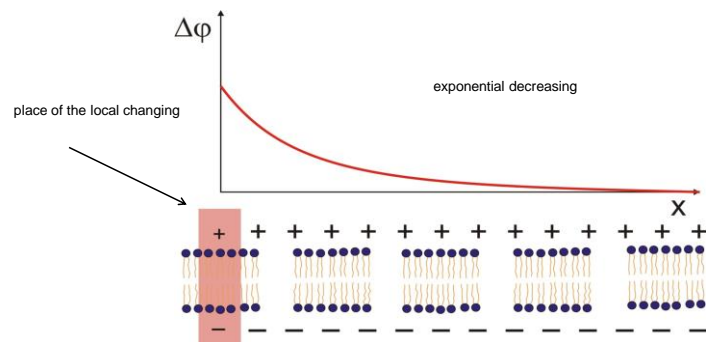 Δφ
exponential decreasing
place of the local changing
X
+ + + + + + + + + + + + +
− − − − − − − − − − − − −